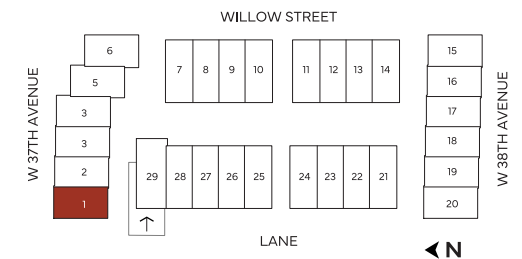 WILLOW STREET
W 37TH AVENUE
6
5
3
3
2
1
7 8 9 10
11 12 13 14
29 28 27 26 25
24 23 22 21
15
16
17
18
19
20
W 38TH AVENUE
LANE
N